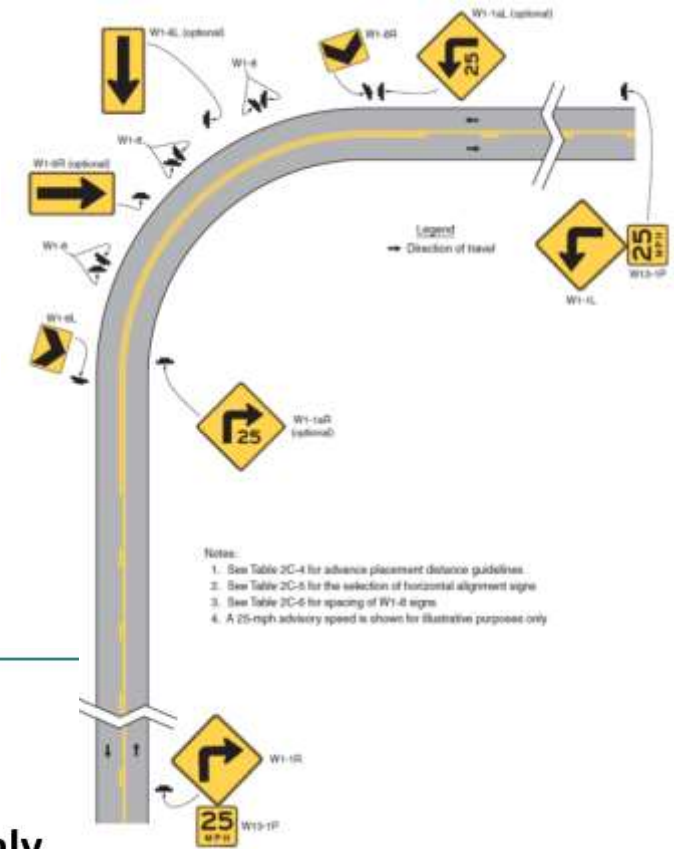 W1-1aL (optional)
W1-6L (optional)
W1-8R
W1-8
25
W1-8
W1-6R (optional)
Legend
Direction of travel
W1-8
25
MPH
W13-1P
W1-1L
W1-8L
25
W1-1aR
(optional)
Notes:
1. See Table 2C-4 for advance placement distance guidelines
2. See Table 2C-5 for the selection of horizontal alignment signs
3. See Table 2C-6 for spacing of W1-8 signs
4. A 25-mph advisory speed is shown for illustrative purposes only
W1-1R
25
MPH
W13-1P